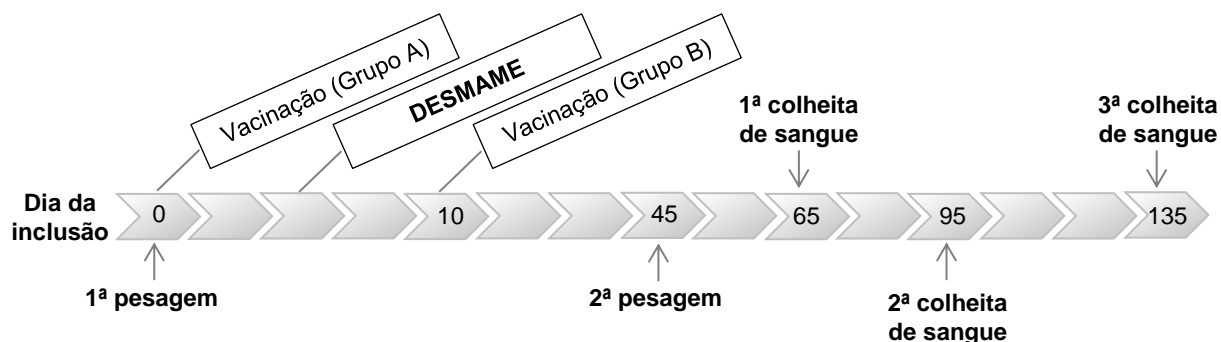 Vacinação (Grupo A)
DESMAME
Vacinação (Grupo B)
1ª colheita
de sangue
3ª colheita
de sangue
Dia da
inclusão
0
10
45
65
95
135
1ª pesagem
2ª pesagem
2ª colheita
de sangue